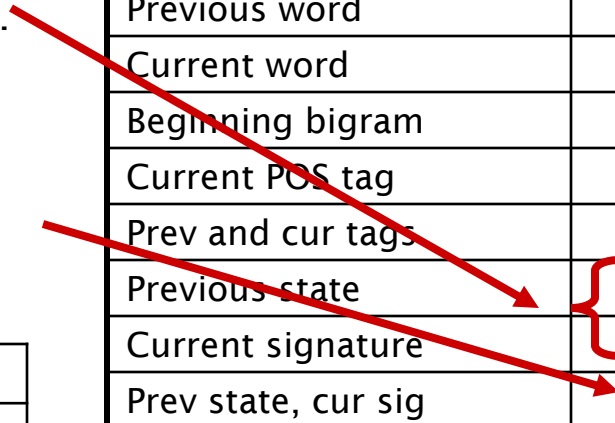 Previous word
.
Current word
Beginning bigram
Current POS tag
Prev and cur tags
Previous state
Current signature
Prev state, cur sig